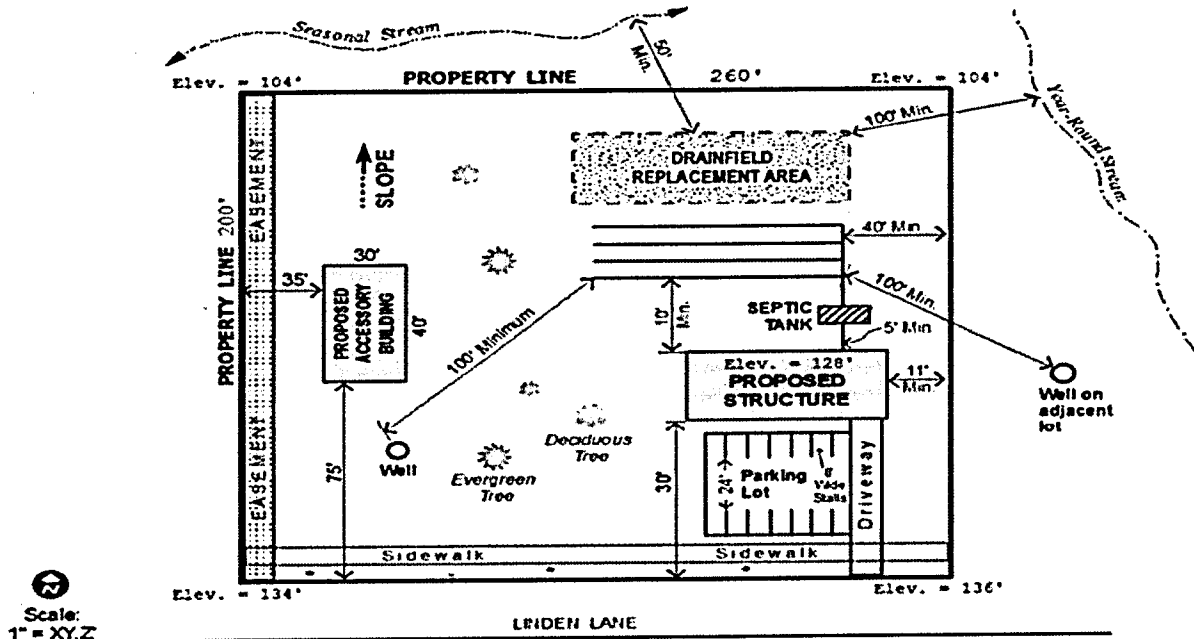 Seasonal Stream
50' Min.
Elev. = 104'
PROPERTY LINE 260'
Elev. = 104'
100' Min.
Year-Round Stream
EASEMENT
SLOPE
DRAINFIELD
REPLACEMENT AREA
PROPERTY LINE 200'
40' Min
30'
35'
PROPOSED
ACCESSORY
BUILDING
40'
100' Minimum
10' Min.
SEPTIC
TANK
5' Min
100' Min.
Elev. = 128'
PROPOSED
STRUCTURE
11'
Min.
Well on
adjacent
lot
Deciduous
Tree
Well
Evergreen
Tree
75'
30'
24'
Parking
Lot
Wide
Stalls
Driveway
EASEMENT
Sidewalk
Sidewalk
Elev. = 134'
Elev. = 136'
N
Scale:
1" = XY.Z'
LINDEN LANE